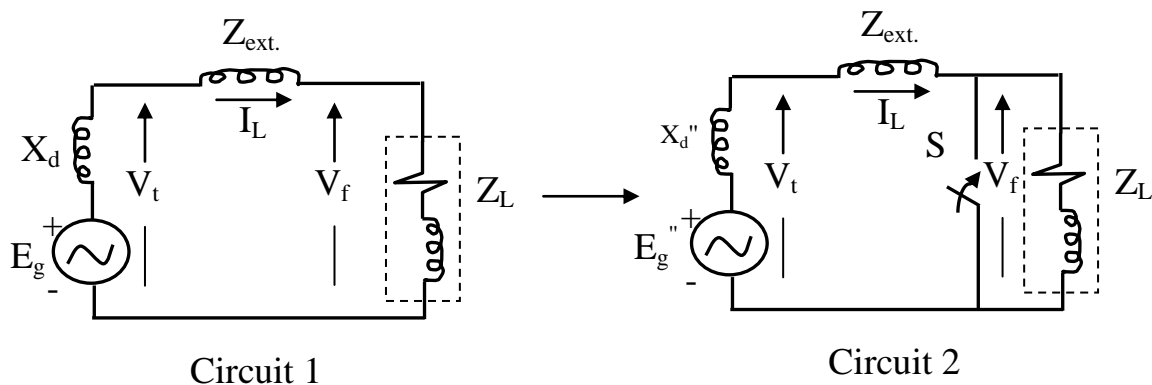 Z_ext.
I_L
X_d
V_t
V_f
Z_L
+
E_g
-
Circuit 1
Z_ext.
I_L
X_d"
V_t
S
V_f
Z_L
+
E_g"
-
Circuit 2